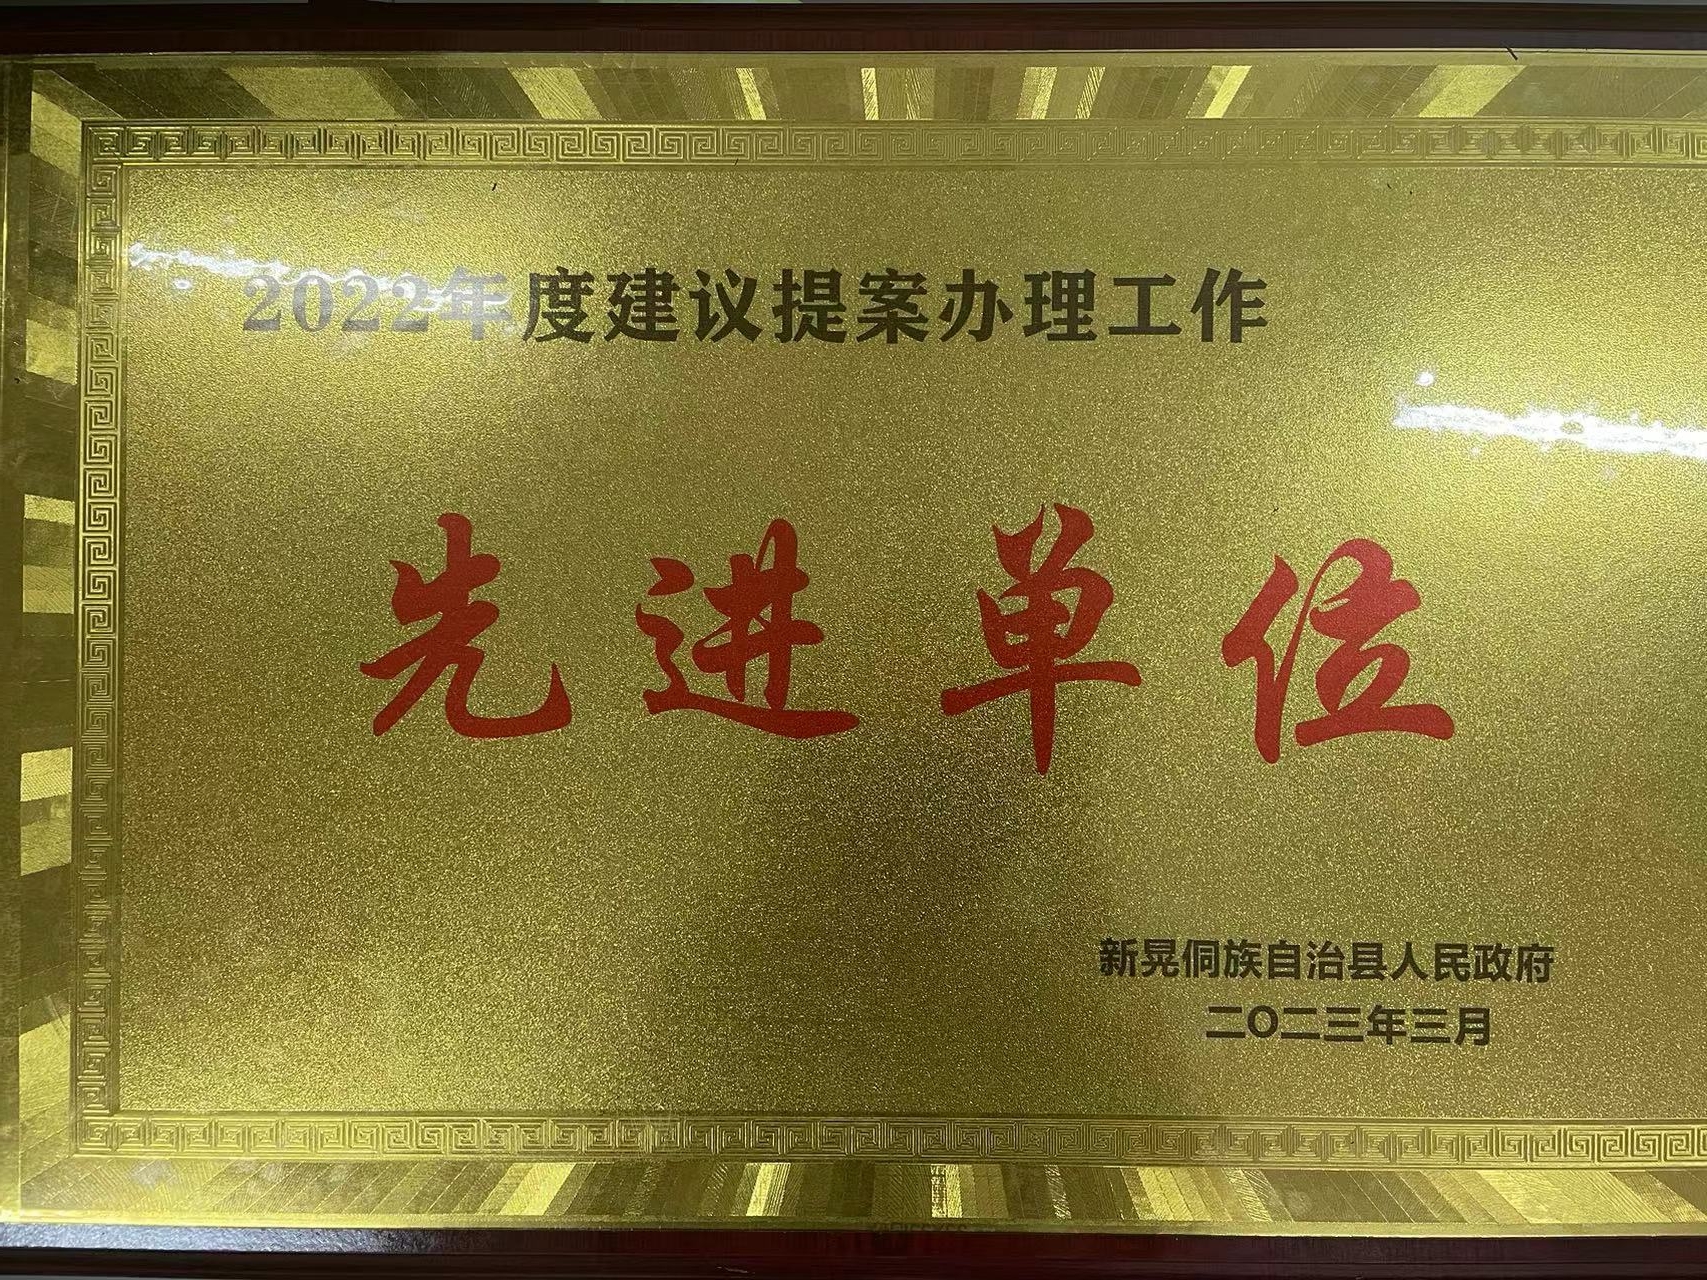 2022年度建议提案办理工作
先进单位
新晃侗族自治县人民政府
二〇二三年三月